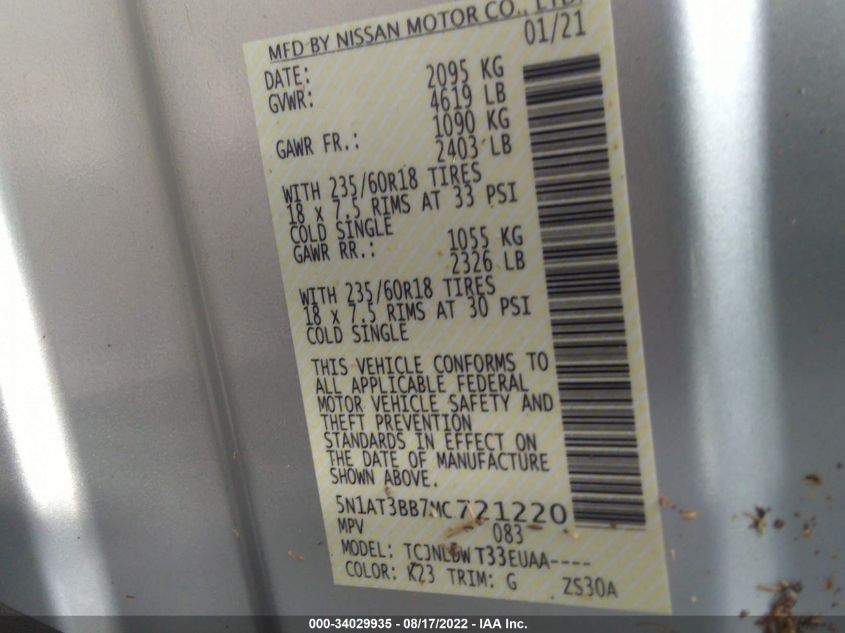 MFD BY NISSAN MOTOR CO., LTD.
DATE: 01/21
GVWR: 2095 KG
4619 LB
GAWR FR.: 1090 KG
2403 LB
WITH 235/60R18 TIRES
18 x 7.5 RIMS AT 33 PSI
COLD SINGLE
GAWR RR.: 1055 KG
2326 LB
WITH 235/60R18 TIRES
18 x 7.5 RIMS AT 30 PSI
COLD SINGLE
THIS VEHICLE CONFORMS TO
ALL APPLICABLE FEDERAL
MOTOR VEHICLE SAFETY AND
THEFT PREVENTION
STANDARDS IN EFFECT ON
THE DATE OF MANUFACTURE
SHOWN ABOVE.
5N1AT3BB7MC721220
MPV 083
MODEL: T33EUAA----
COLOR: K23 TRIM: G ZS30A
000-34029935 - 08/17/2022 - IAA Inc.